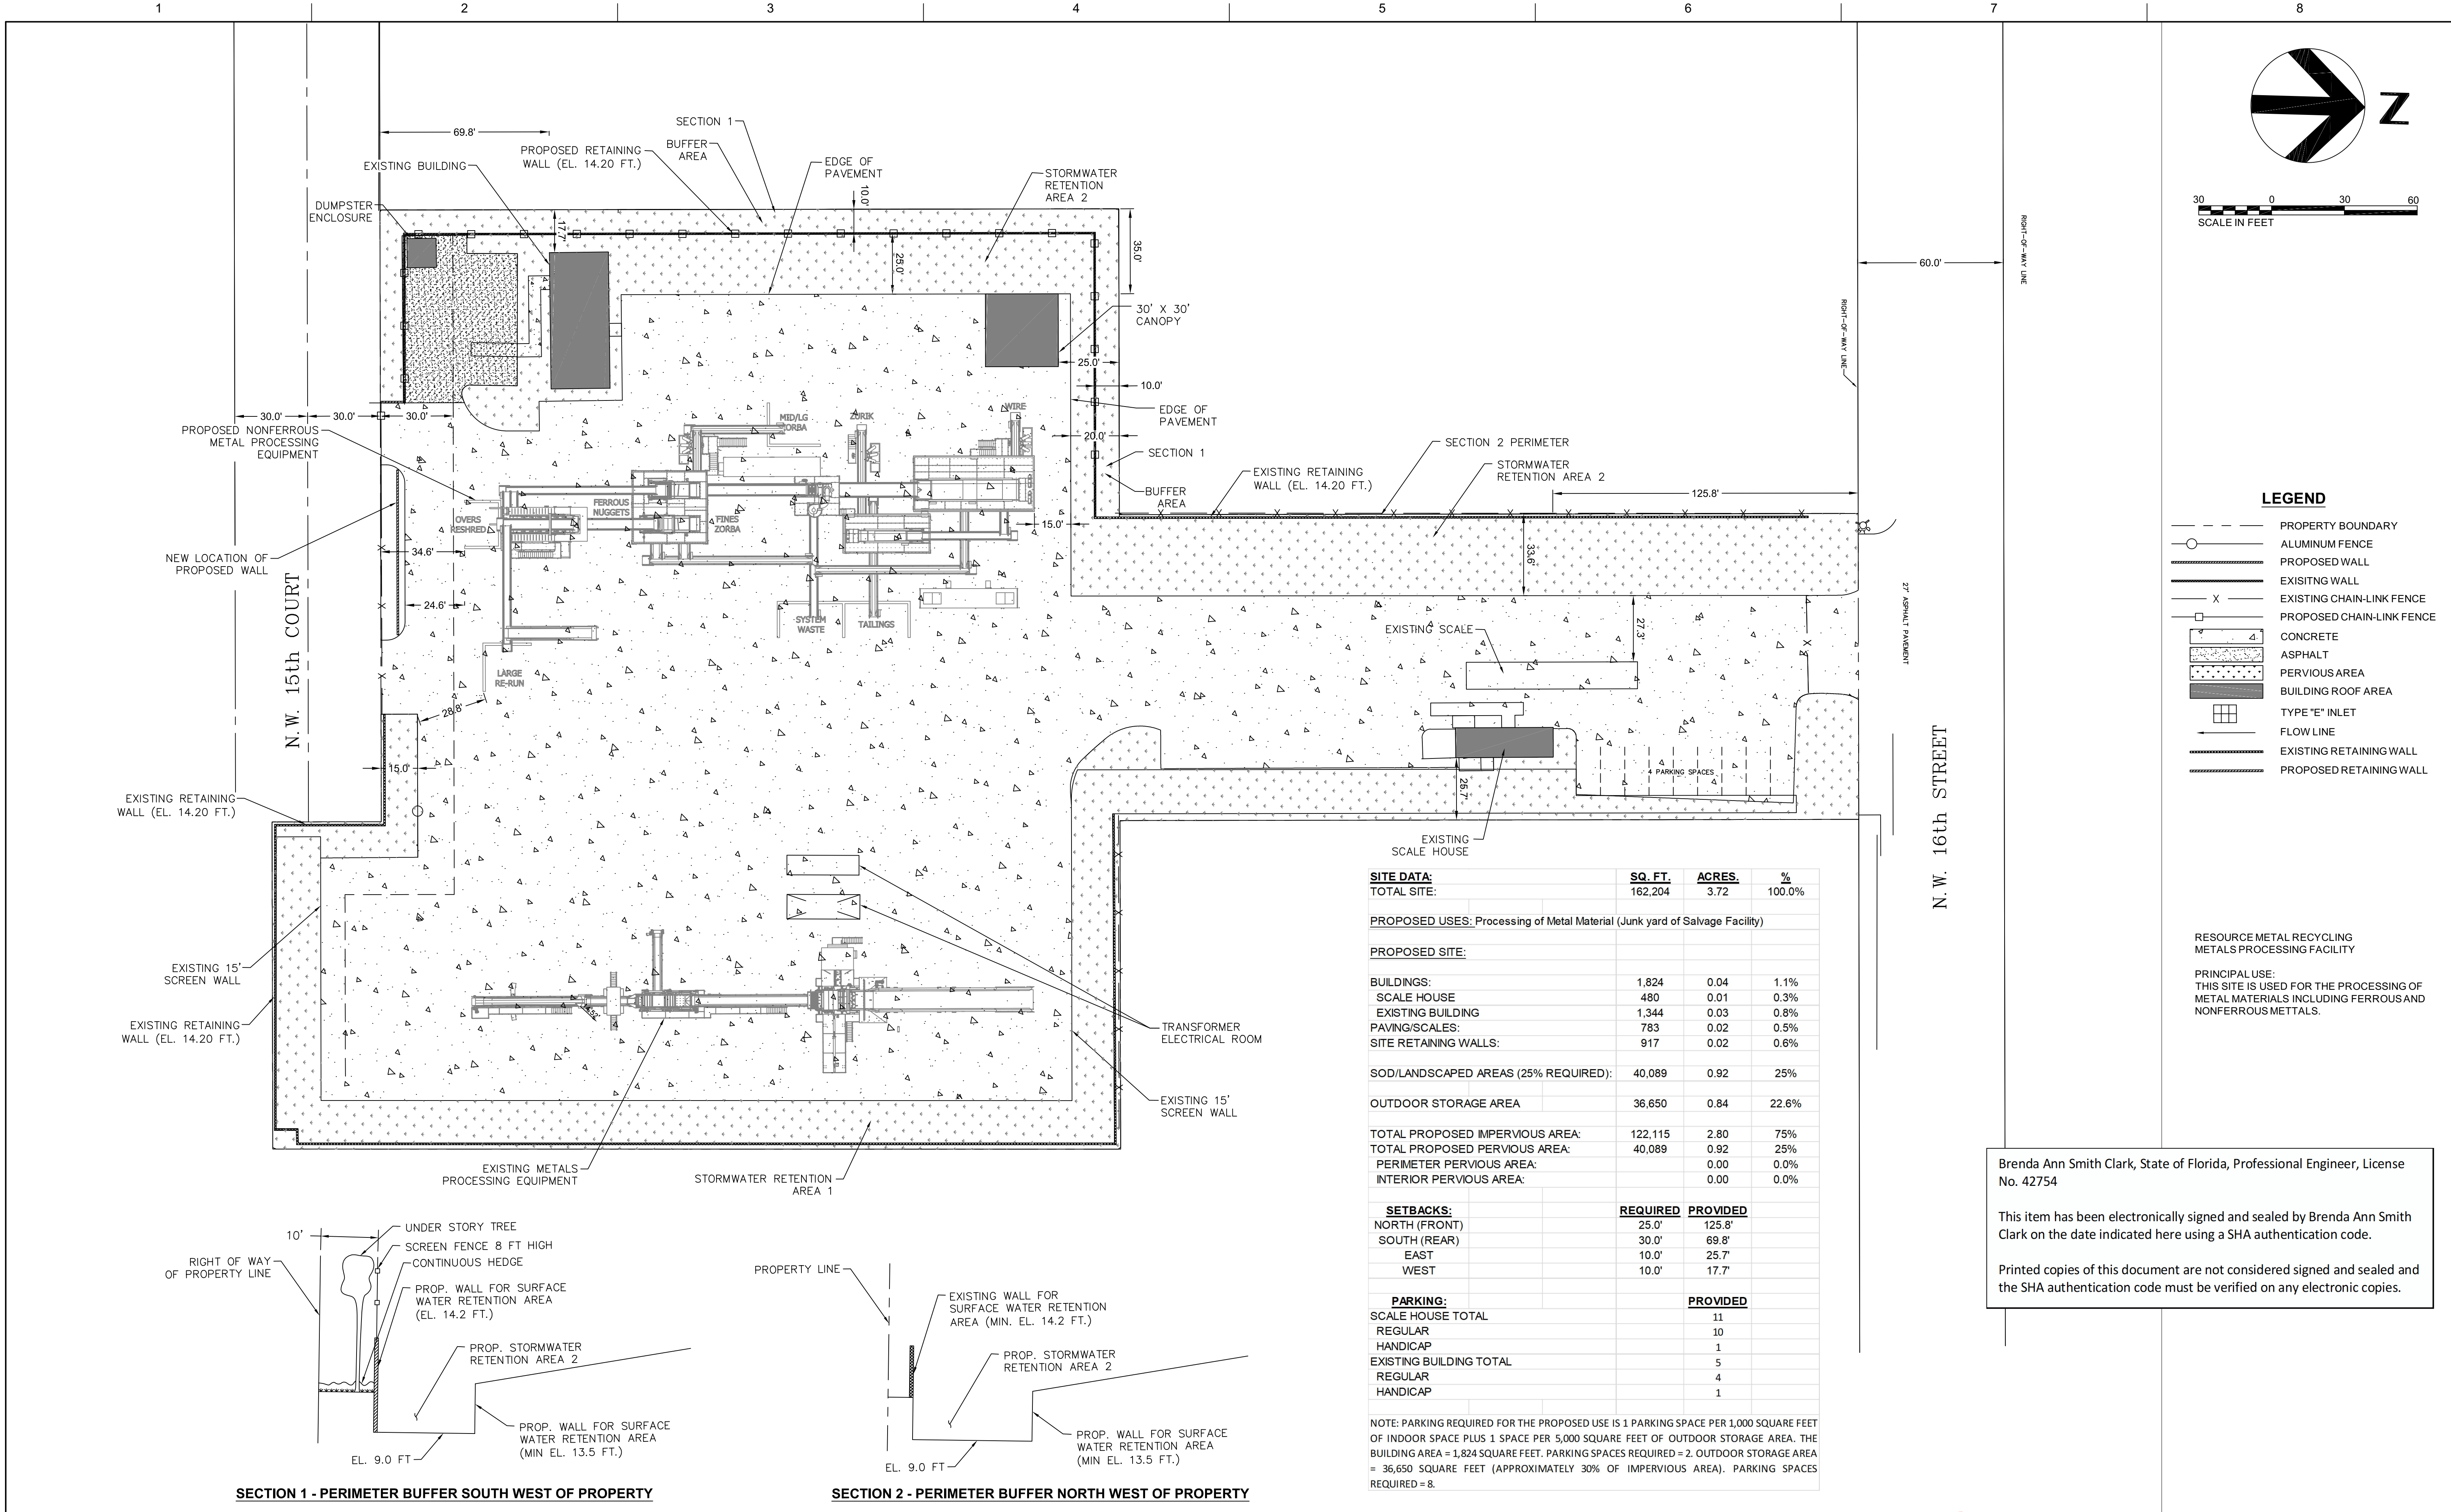 1 2 3 4 5 6 7 8
Z
30 0 30 60
SCALE IN FEET
RIGHT-OF-WAY LINE
60.0'
RIGHT-OF-WAY LINE
27' ASPHALT PAVEMENT
N.W. 16th STREET
N.W. 15th COURT
69.8'
SECTION 1
BUFFER
AREA
PROPOSED RETAINING
WALL (EL. 14.20 FT.)
EXISTING BUILDING
DUMPSTER
ENCLOSURE
EDGE OF
PAVEMENT
10.0'
STORMWATER
RETENTION
AREA 2
17.7'
25.0'
35.0'
30' X 30'
CANOPY
25.0'
10.0'
EDGE OF
PAVEMENT
20.0'
SECTION 1
BUFFER
AREA
15.0'
30.0'
30.0'
30.0'
PROPOSED NONFERROUS
METAL PROCESSING
EQUIPMENT
MID/LG
ZORBA
ZURIK
WIRE
OVERS
RESHRED
FERROUS
NUGGETS
FINES
ZORBA
SYSTEM
WASTE
TAILINGS
LARGE
RE-RUN
NEW LOCATION OF
PROPOSED WALL
34.6'
24.6'
28.8'
15.0'
SECTION 2 PERIMETER
EXISTING RETAINING
WALL (EL. 14.20 FT.)
STORMWATER
RETENTION AREA 2
125.8'
33.6'
27.3'
EXISTING SCALE
4 PARKING SPACES
25.7'
EXISTING
SCALE HOUSE
EXISTING RETAINING
WALL (EL. 14.20 FT.)
EXISTING 15'
SCREEN WALL
EXISTING RETAINING
WALL (EL. 14.20 FT.)
TRANSFORMER
ELECTRICAL ROOM
EXISTING 15'
SCREEN WALL
EXISTING METALS
PROCESSING EQUIPMENT
STORMWATER RETENTION
AREA 1
LEGEND
PROPERTY BOUNDARY
ALUMINUM FENCE
PROPOSED WALL
EXISITNG WALL
X EXISTING CHAIN-LINK FENCE
PROPOSED CHAIN-LINK FENCE
CONCRETE
ASPHALT
PERVIOUS AREA
BUILDING ROOF AREA
TYPE "E" INLET
FLOW LINE
EXISTING RETAINING WALL
PROPOSED RETAINING WALL
RESOURCE METAL RECYCLING
METALS PROCESSING FACILITY
PRINCIPAL USE:
THIS SITE IS USED FOR THE PROCESSING OF
METAL MATERIALS INCLUDING FERROUS AND
NONFERROUS METTALS.
SITE DATA: SQ. FT. ACRES. %
TOTAL SITE: 162,204 3.72 100.0%
PROPOSED USES: Processing of Metal Material (Junk yard of Salvage Facility)
PROPOSED SITE:
BUILDINGS: 1,824 0.04 1.1%
SCALE HOUSE 480 0.01 0.3%
EXISTING BUILDING 1,344 0.03 0.8%
PAVING/SCALES: 783 0.02 0.5%
SITE RETAINING WALLS: 917 0.02 0.6%
SOD/LANDSCAPED AREAS (25% REQUIRED): 40,089 0.92 25%
OUTDOOR STORAGE AREA 36,650 0.84 22.6%
TOTAL PROPOSED IMPERVIOUS AREA: 122,115 2.80 75%
TOTAL PROPOSED PERVIOUS AREA: 40,089 0.92 25%
PERIMETER PERVIOUS AREA: 0.00 0.0%
INTERIOR PERVIOUS AREA: 0.00 0.0%
SETBACKS: REQUIRED PROVIDED
NORTH (FRONT) 25.0' 125.8'
SOUTH (REAR) 30.0' 69.8'
EAST 10.0' 25.7'
WEST 10.0' 17.7'
PARKING: PROVIDED
SCALE HOUSE TOTAL 11
REGULAR 10
HANDICAP 1
EXISTING BUILDING TOTAL 5
REGULAR 4
HANDICAP 1
NOTE: PARKING REQUIRED FOR THE PROPOSED USE IS 1 PARKING SPACE PER 1,000 SQUARE FEET
OF INDOOR SPACE PLUS 1 SPACE PER 5,000 SQUARE FEET OF OUTDOOR STORAGE AREA. THE
BUILDING AREA = 1,824 SQUARE FEET. PARKING SPACES REQUIRED = 2. OUTDOOR STORAGE AREA
= 36,650 SQUARE FEET (APPROXIMATELY 30% OF IMPERVIOUS AREA). PARKING SPACES
REQUIRED = 8.
Brenda Ann Smith Clark, State of Florida, Professional Engineer, License
No. 42754
This item has been electronically signed and sealed by Brenda Ann Smith
Clark on the date indicated here using a SHA authentication code.
Printed copies of this document are not considered signed and sealed and
the SHA authentication code must be verified on any electronic copies.
10'
UNDER STORY TREE
SCREEN FENCE 8 FT HIGH
CONTINUOUS HEDGE
RIGHT OF WAY
OF PROPERTY LINE
PROP. WALL FOR SURFACE
WATER RETENTION AREA
(EL. 14.2 FT.)
PROP. STORMWATER
RETENTION AREA 2
PROP. WALL FOR SURFACE
WATER RETENTION AREA
(MIN EL. 13.5 FT.)
EL. 9.0 FT
SECTION 1 - PERIMETER BUFFER SOUTH WEST OF PROPERTY
PROPERTY LINE
EXISTING WALL FOR
SURFACE WATER RETENTION
AREA (MIN. EL. 14.2 FT.)
PROP. STORMWATER
RETENTION AREA 2
PROP. WALL FOR SURFACE
WATER RETENTION AREA
(MIN EL. 13.5 FT.)
EL. 9.0 FT
SECTION 2 - PERIMETER BUFFER NORTH WEST OF PROPERTY